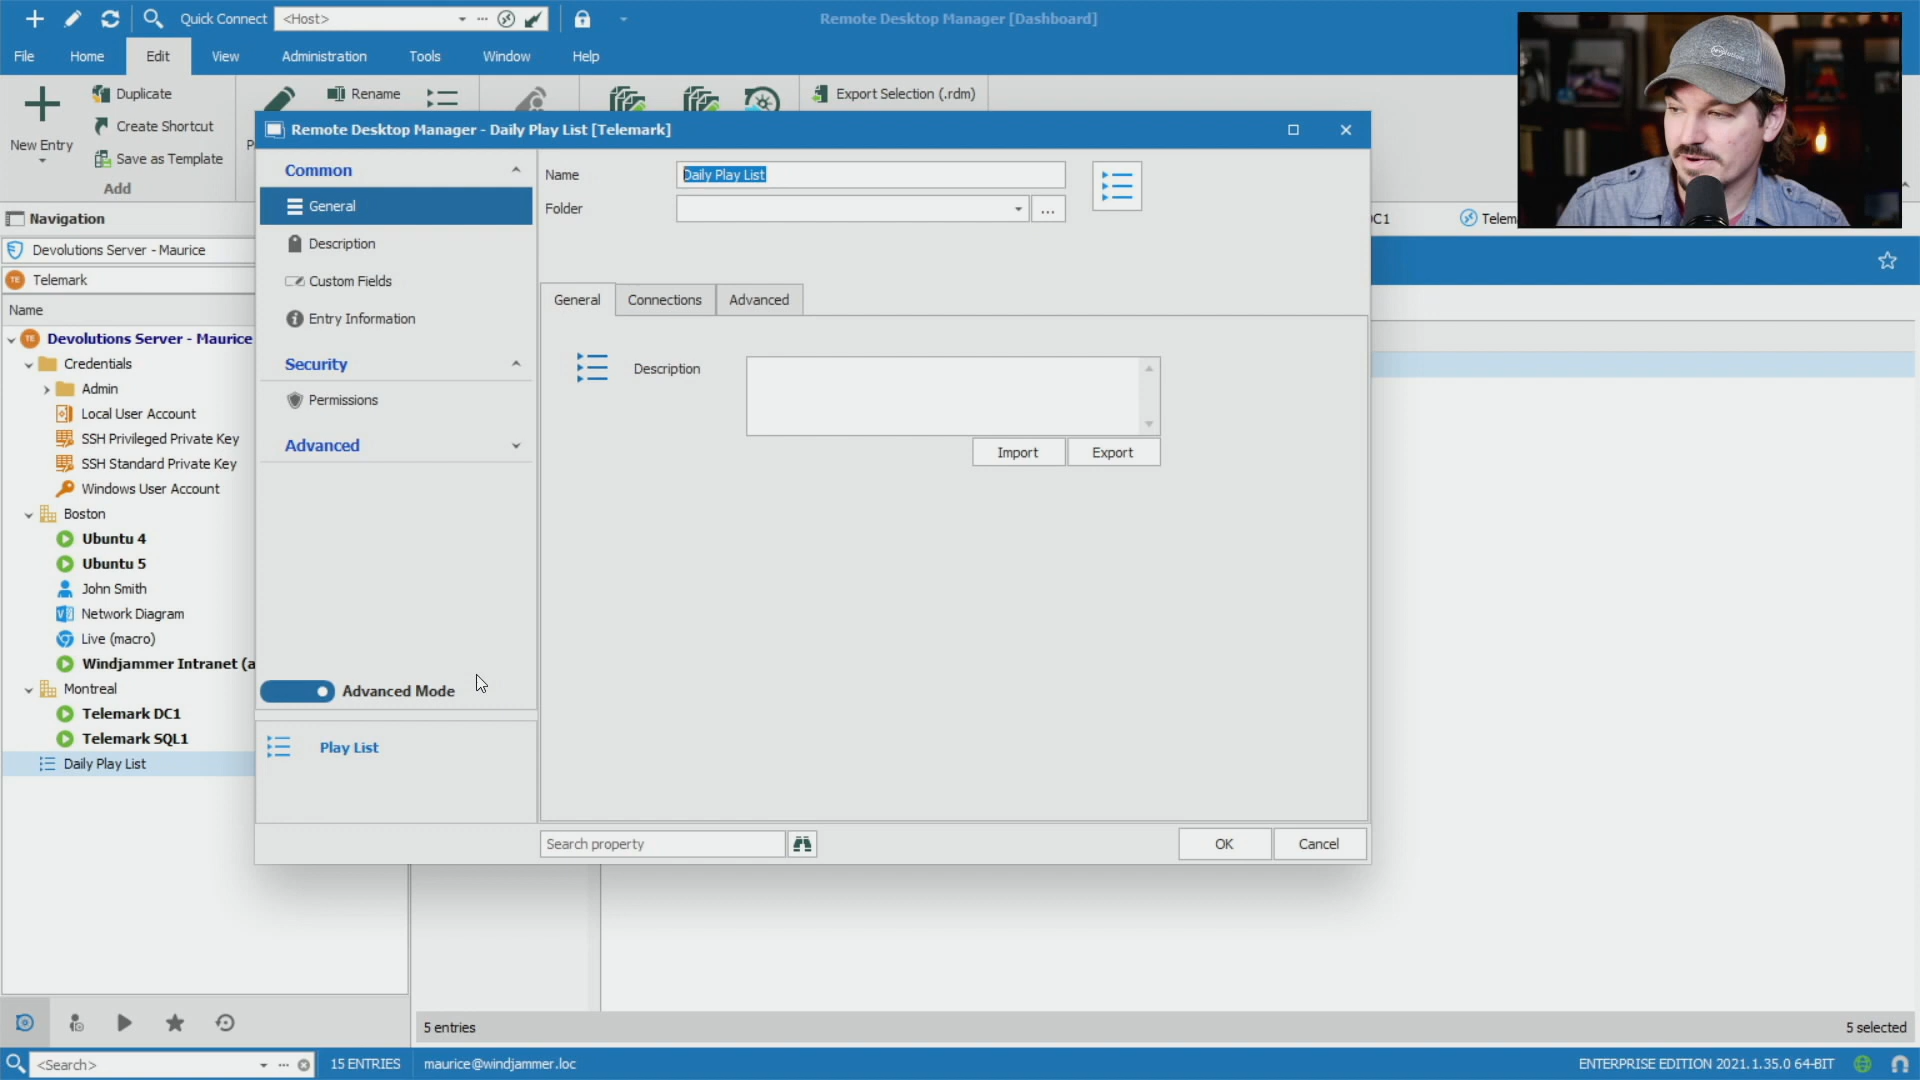 Quick Connect
<Host>
Remote Desktop Manager [Dashboard]
File
Home
Edit
View
Administration
Tools
Window
Help
New Entry
Duplicate
Create Shortcut
Save as Template
Add
Rename
Export Selection (.rdm)
Remote Desktop Manager - Daily Play List [Telemark]
Navigation
Devolutions Server - Maurice
TE Telemark
Name
TE Devolutions Server - Maurice
Credentials
Admin
Local User Account
SSH Privileged Private Key
SSH Standard Private Key
Windows User Account
Boston
Ubuntu 4
Ubuntu 5
John Smith
Network Diagram
Live (macro)
Windjammer Intranet (a
Montreal
Telemark DC1
Telemark SQL1
Daily Play List
Common
General
Description
Custom Fields
Entry Information
Security
Permissions
Advanced
Advanced Mode
Play List
Name
Daily Play List
Folder
...
General
Connections
Advanced
Description
Import
Export
Search property
OK
Cancel
C1
Telem
5 entries
5 selected
<Search>
15 ENTRIES
maurice@windjammer.loc
ENTERPRISE EDITION 2021.1.35.0 64-BIT